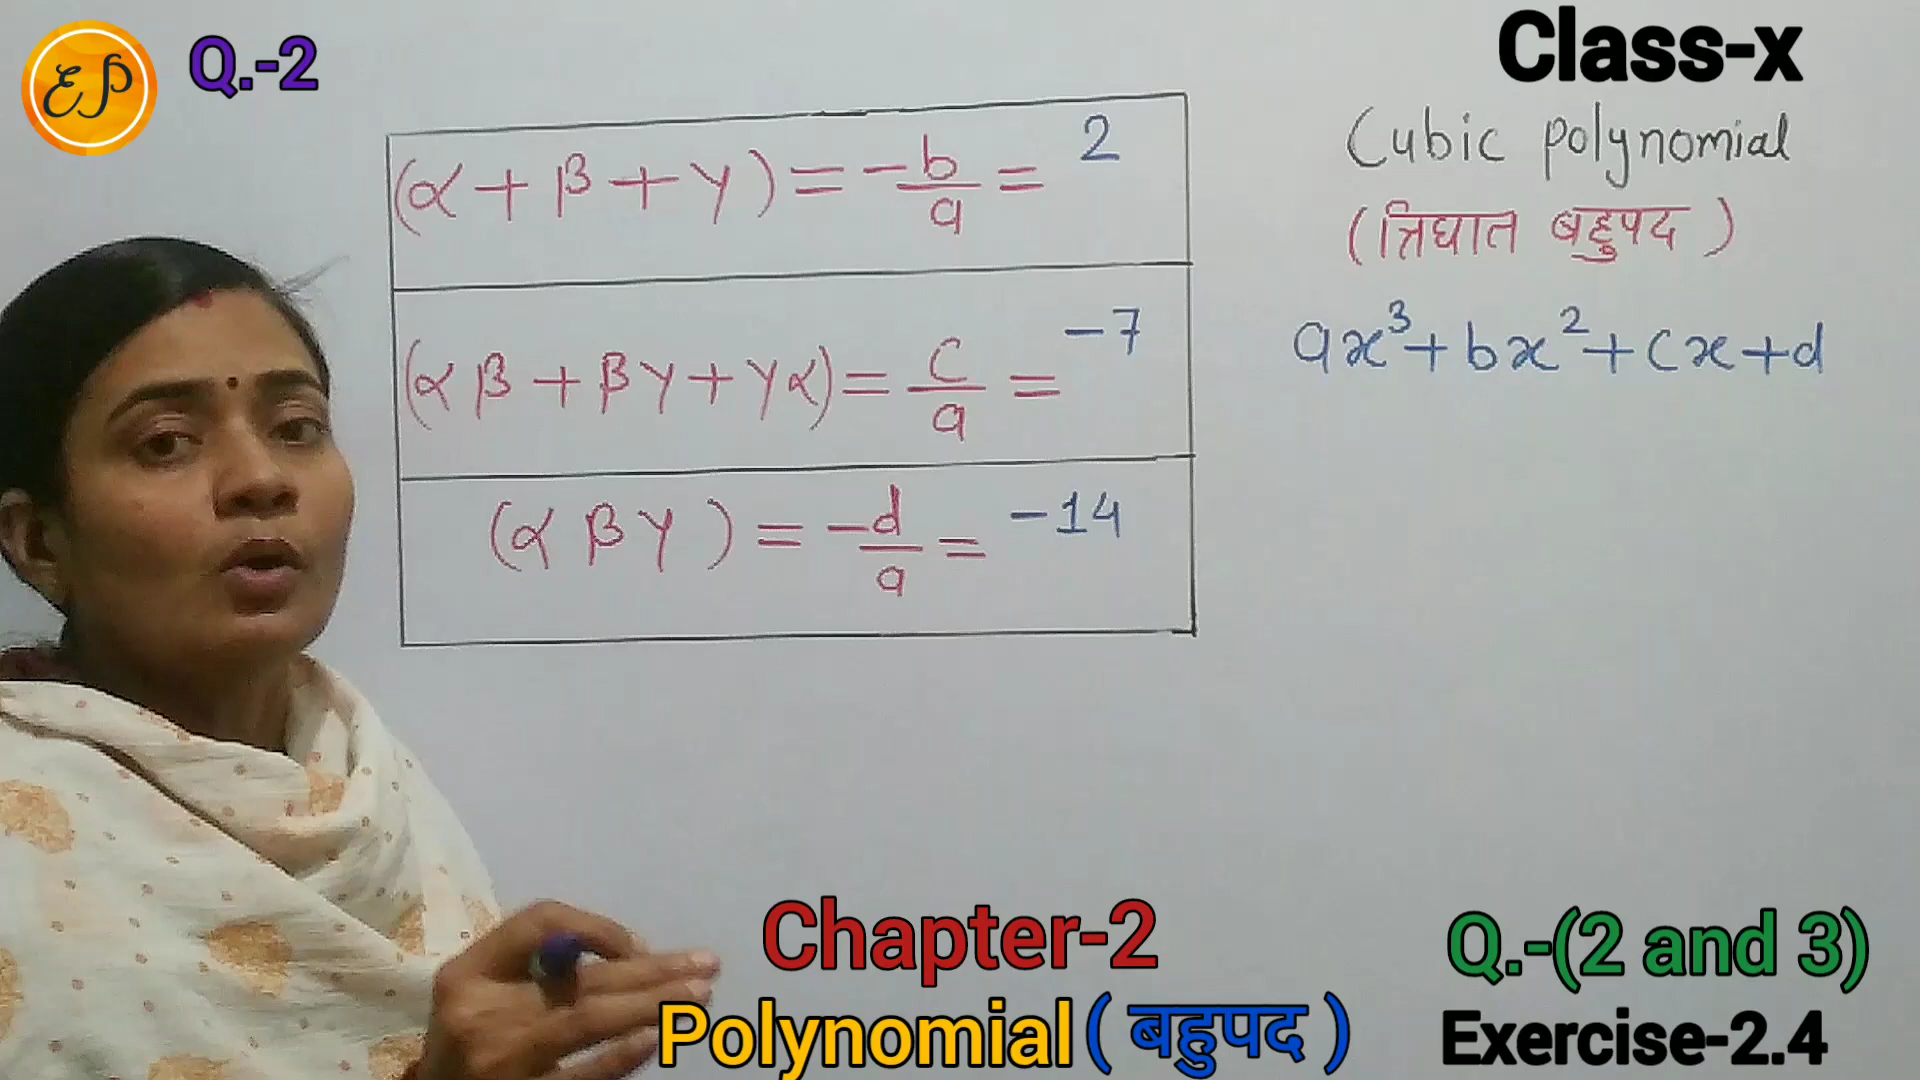 EP
Q.-2
Class-x
Cubic polynomial
(त्रिघात बहुपद)
ax³+bx²+cx+d
(α+β+γ)=-b/a= 2
(αβ+βγ+γα)=c/a= -7
(αβγ)=-d/a= -14
Chapter-2
Polynomial(बहुपद)
Q.-(2 and 3)
Exercise-2.4